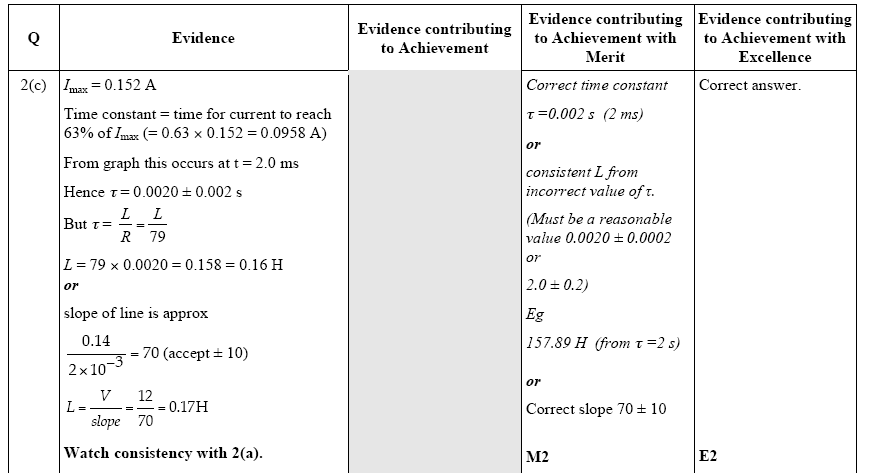 Q
Evidence
Evidence contributing
to Achievement
Evidence contributing
to Achievement with
Merit
Evidence contributing
to Achievement with
Excellence
2(c)
Imax = 0.152 A
Time constant = time for current to reach
63% of Imax (= 0.63 × 0.152 = 0.0958 A)
From graph this occurs at t = 2.0 ms
Hence τ = 0.0020 ± 0.002 s
But τ = L/R = L/79
L = 79 × 0.0020 = 0.158 = 0.16 H
or
slope of line is approx
0.14 / 2×10⁻³ = 70 (accept ± 10)
L = V/slope = 12/70 = 0.17H
Watch consistency with 2(a).
Correct time constant
τ =0.002 s (2 ms)
or
consistent L from
incorrect value of τ.
(Must be a reasonable
value 0.0020 ± 0.0002
or
2.0 ± 0.2)
Eg
157.89 H (from τ =2 s)
or
Correct slope 70 ± 10
M2
Correct answer.
E2